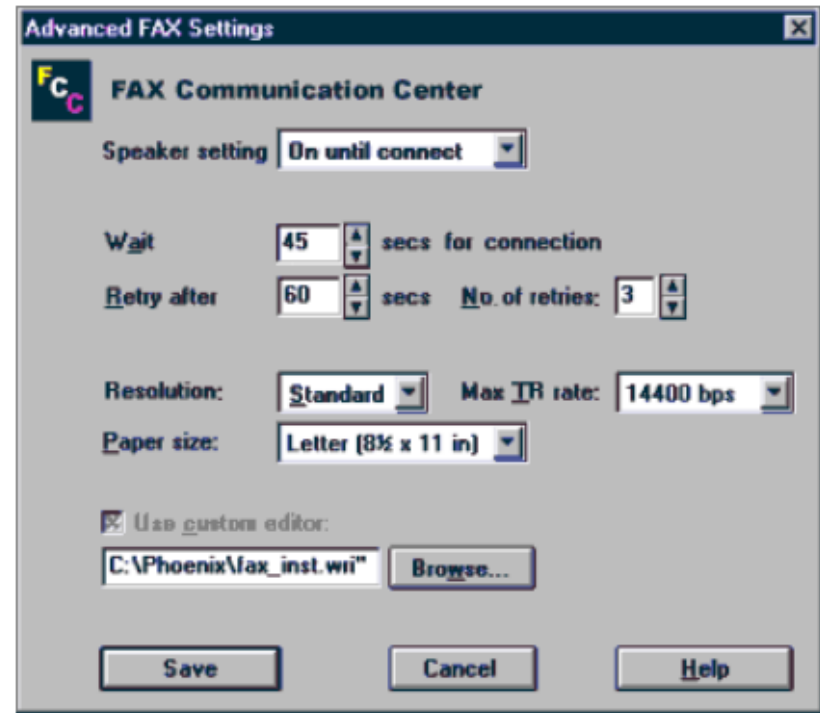 Advanced FAX Settings
FCC
FAX Communication Center
Speaker setting On until connect
Wait 45 secs for connection
Retry after 60 secs No. of retries: 3
Resolution: Standard Max TR rate: 14400 bps
Paper size: Letter (8½ x 11 in)
Use custom editor:
C:\Phoenix\fax_inst.wri" Browse...
Save Cancel Help